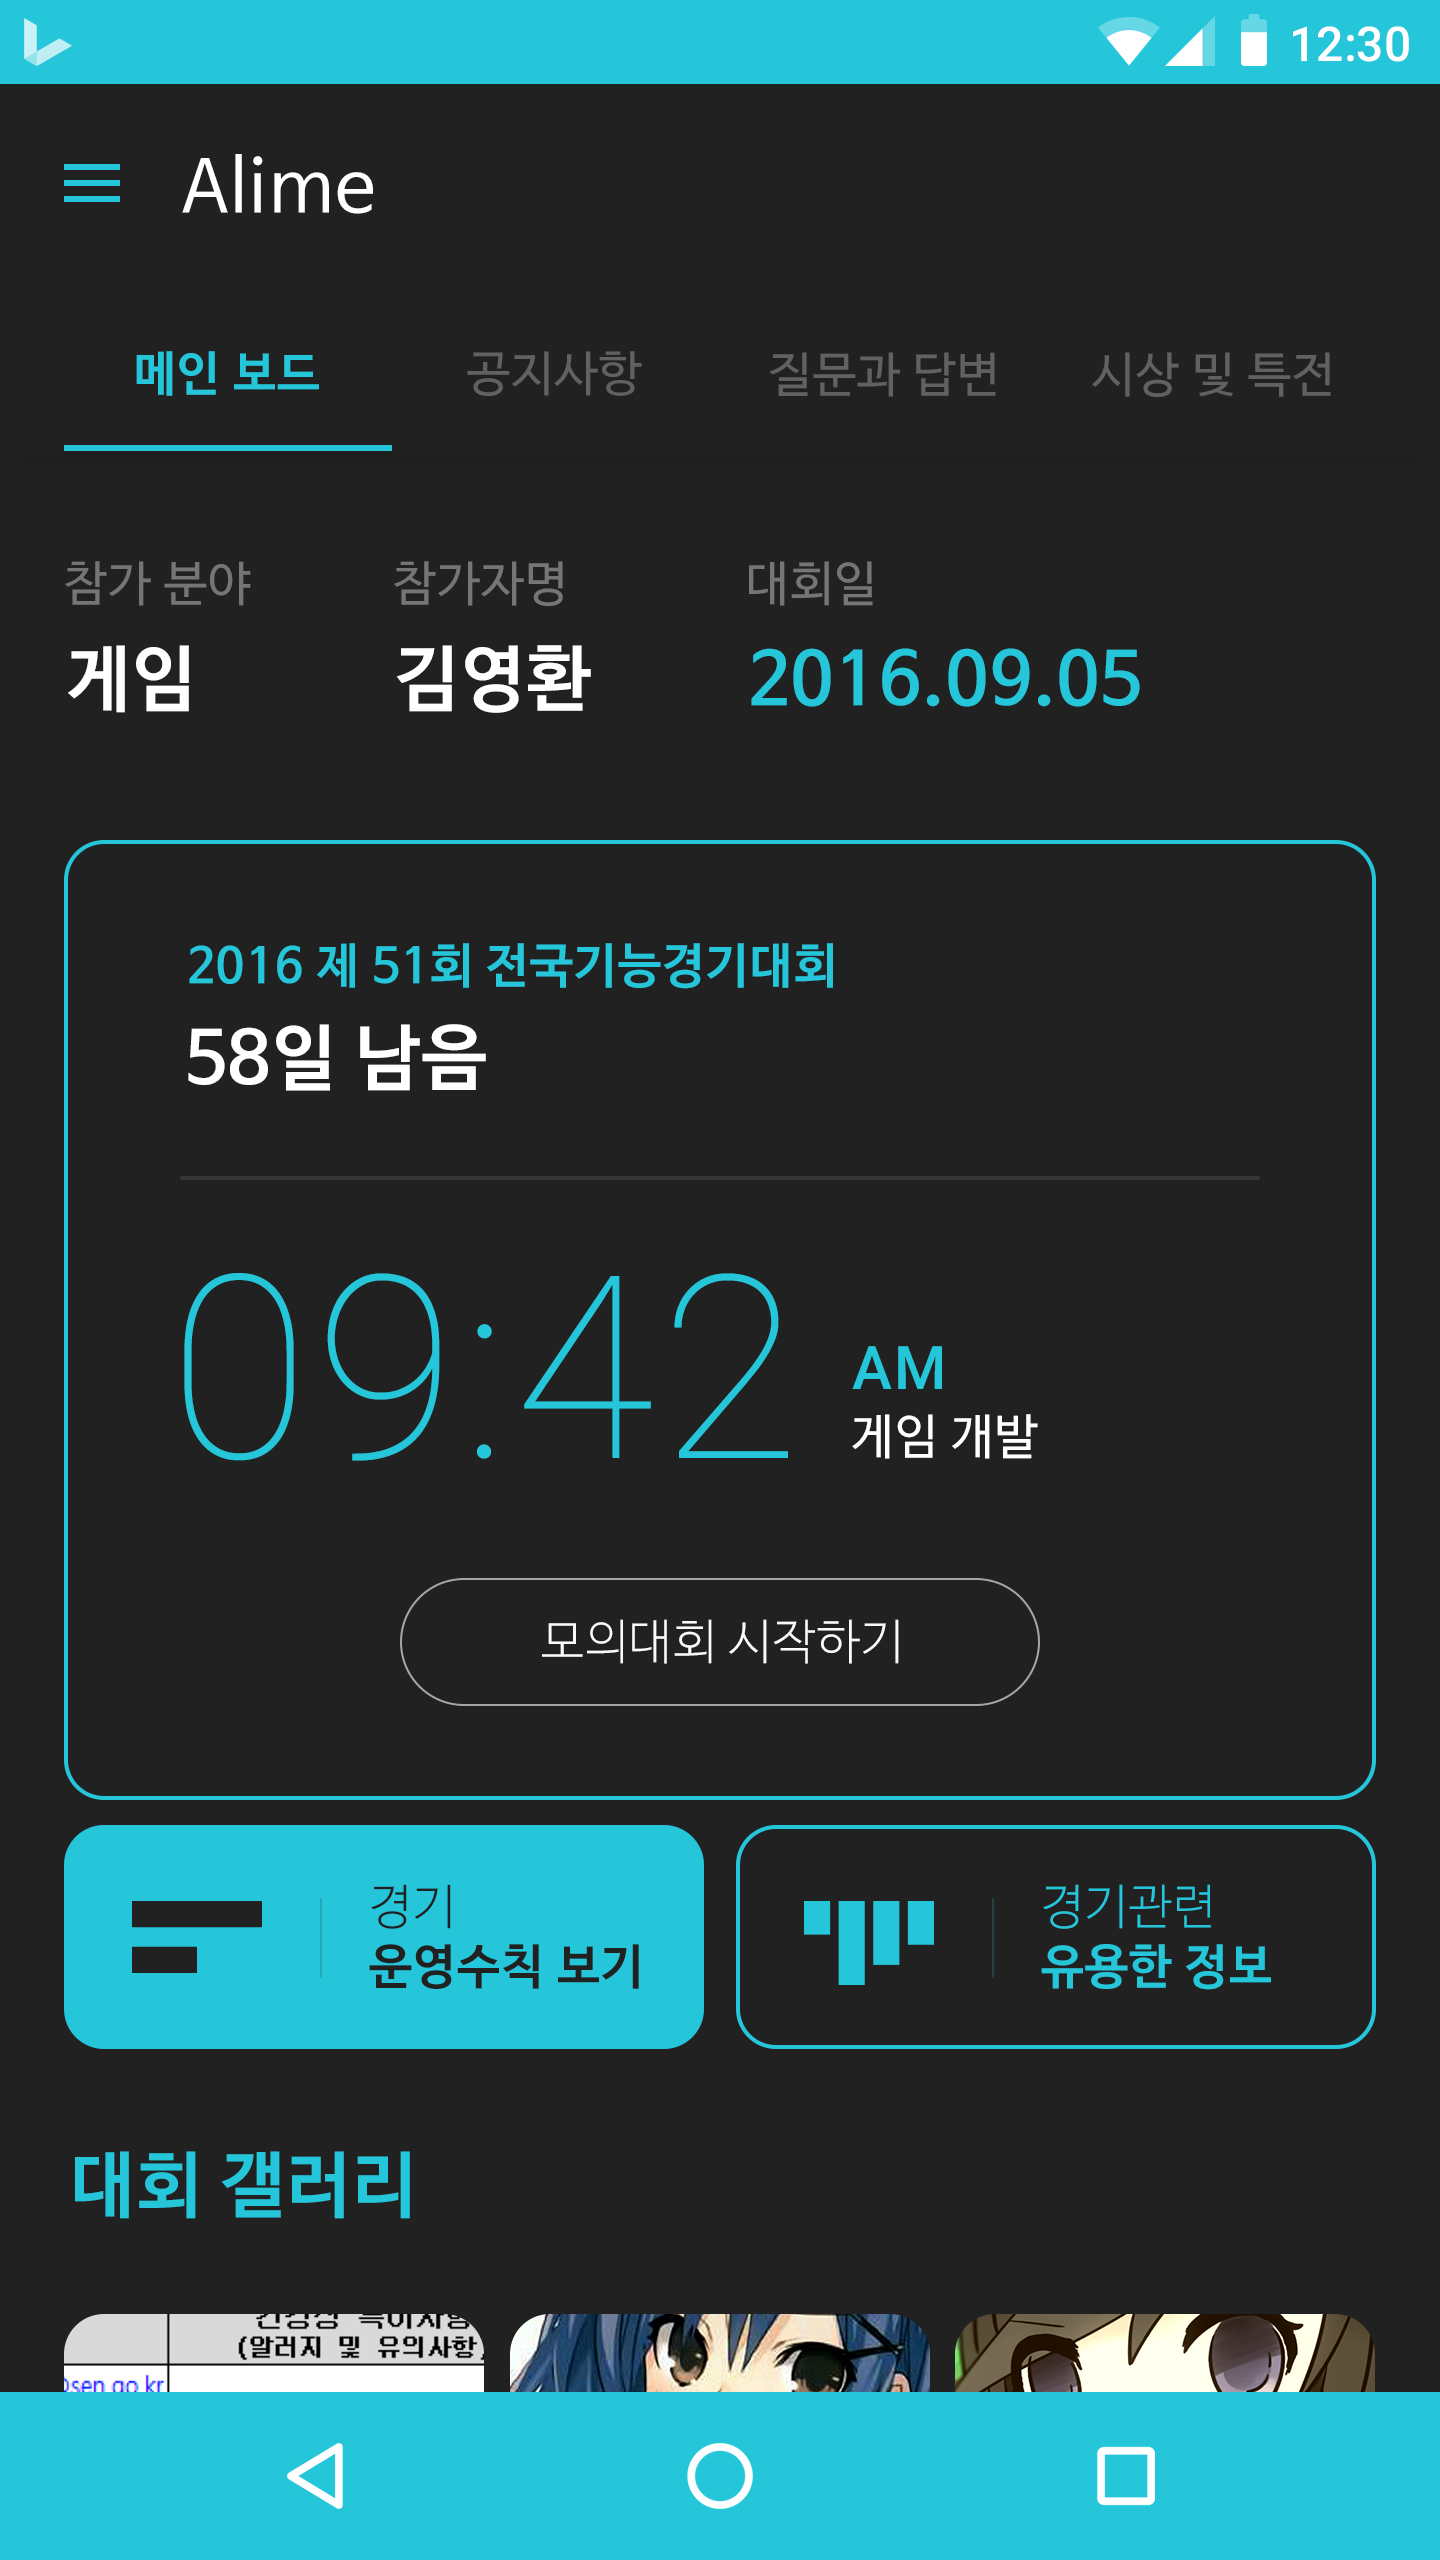 12:30
Alime
메인 보드
공지사항
질문과 답변
시상 및 특전
참가 분야
참가자명
대회일
게임
김영환
2016.09.05
2016 제 51회 전국기능경기대회
58일 남음
09:42
AM
게임 개발
모의대회 시작하기
경기
운영수칙 보기
경기관련
유용한 정보
대회 갤러리
(알러지 및 유의사항
sen.go.kr